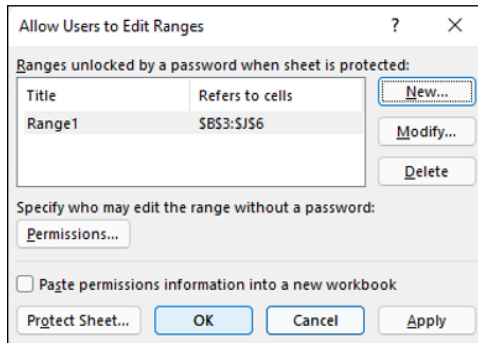 Allow Users to Edit Ranges ? ×
Ranges unlocked by a password when sheet is protected:
Title Refers to cells
Range1 $B$3:$J$6
New...
Modify...
Delete
Specify who may edit the range without a password:
Permissions...
Paste permissions information into a new workbook
Protect Sheet... OK Cancel Apply